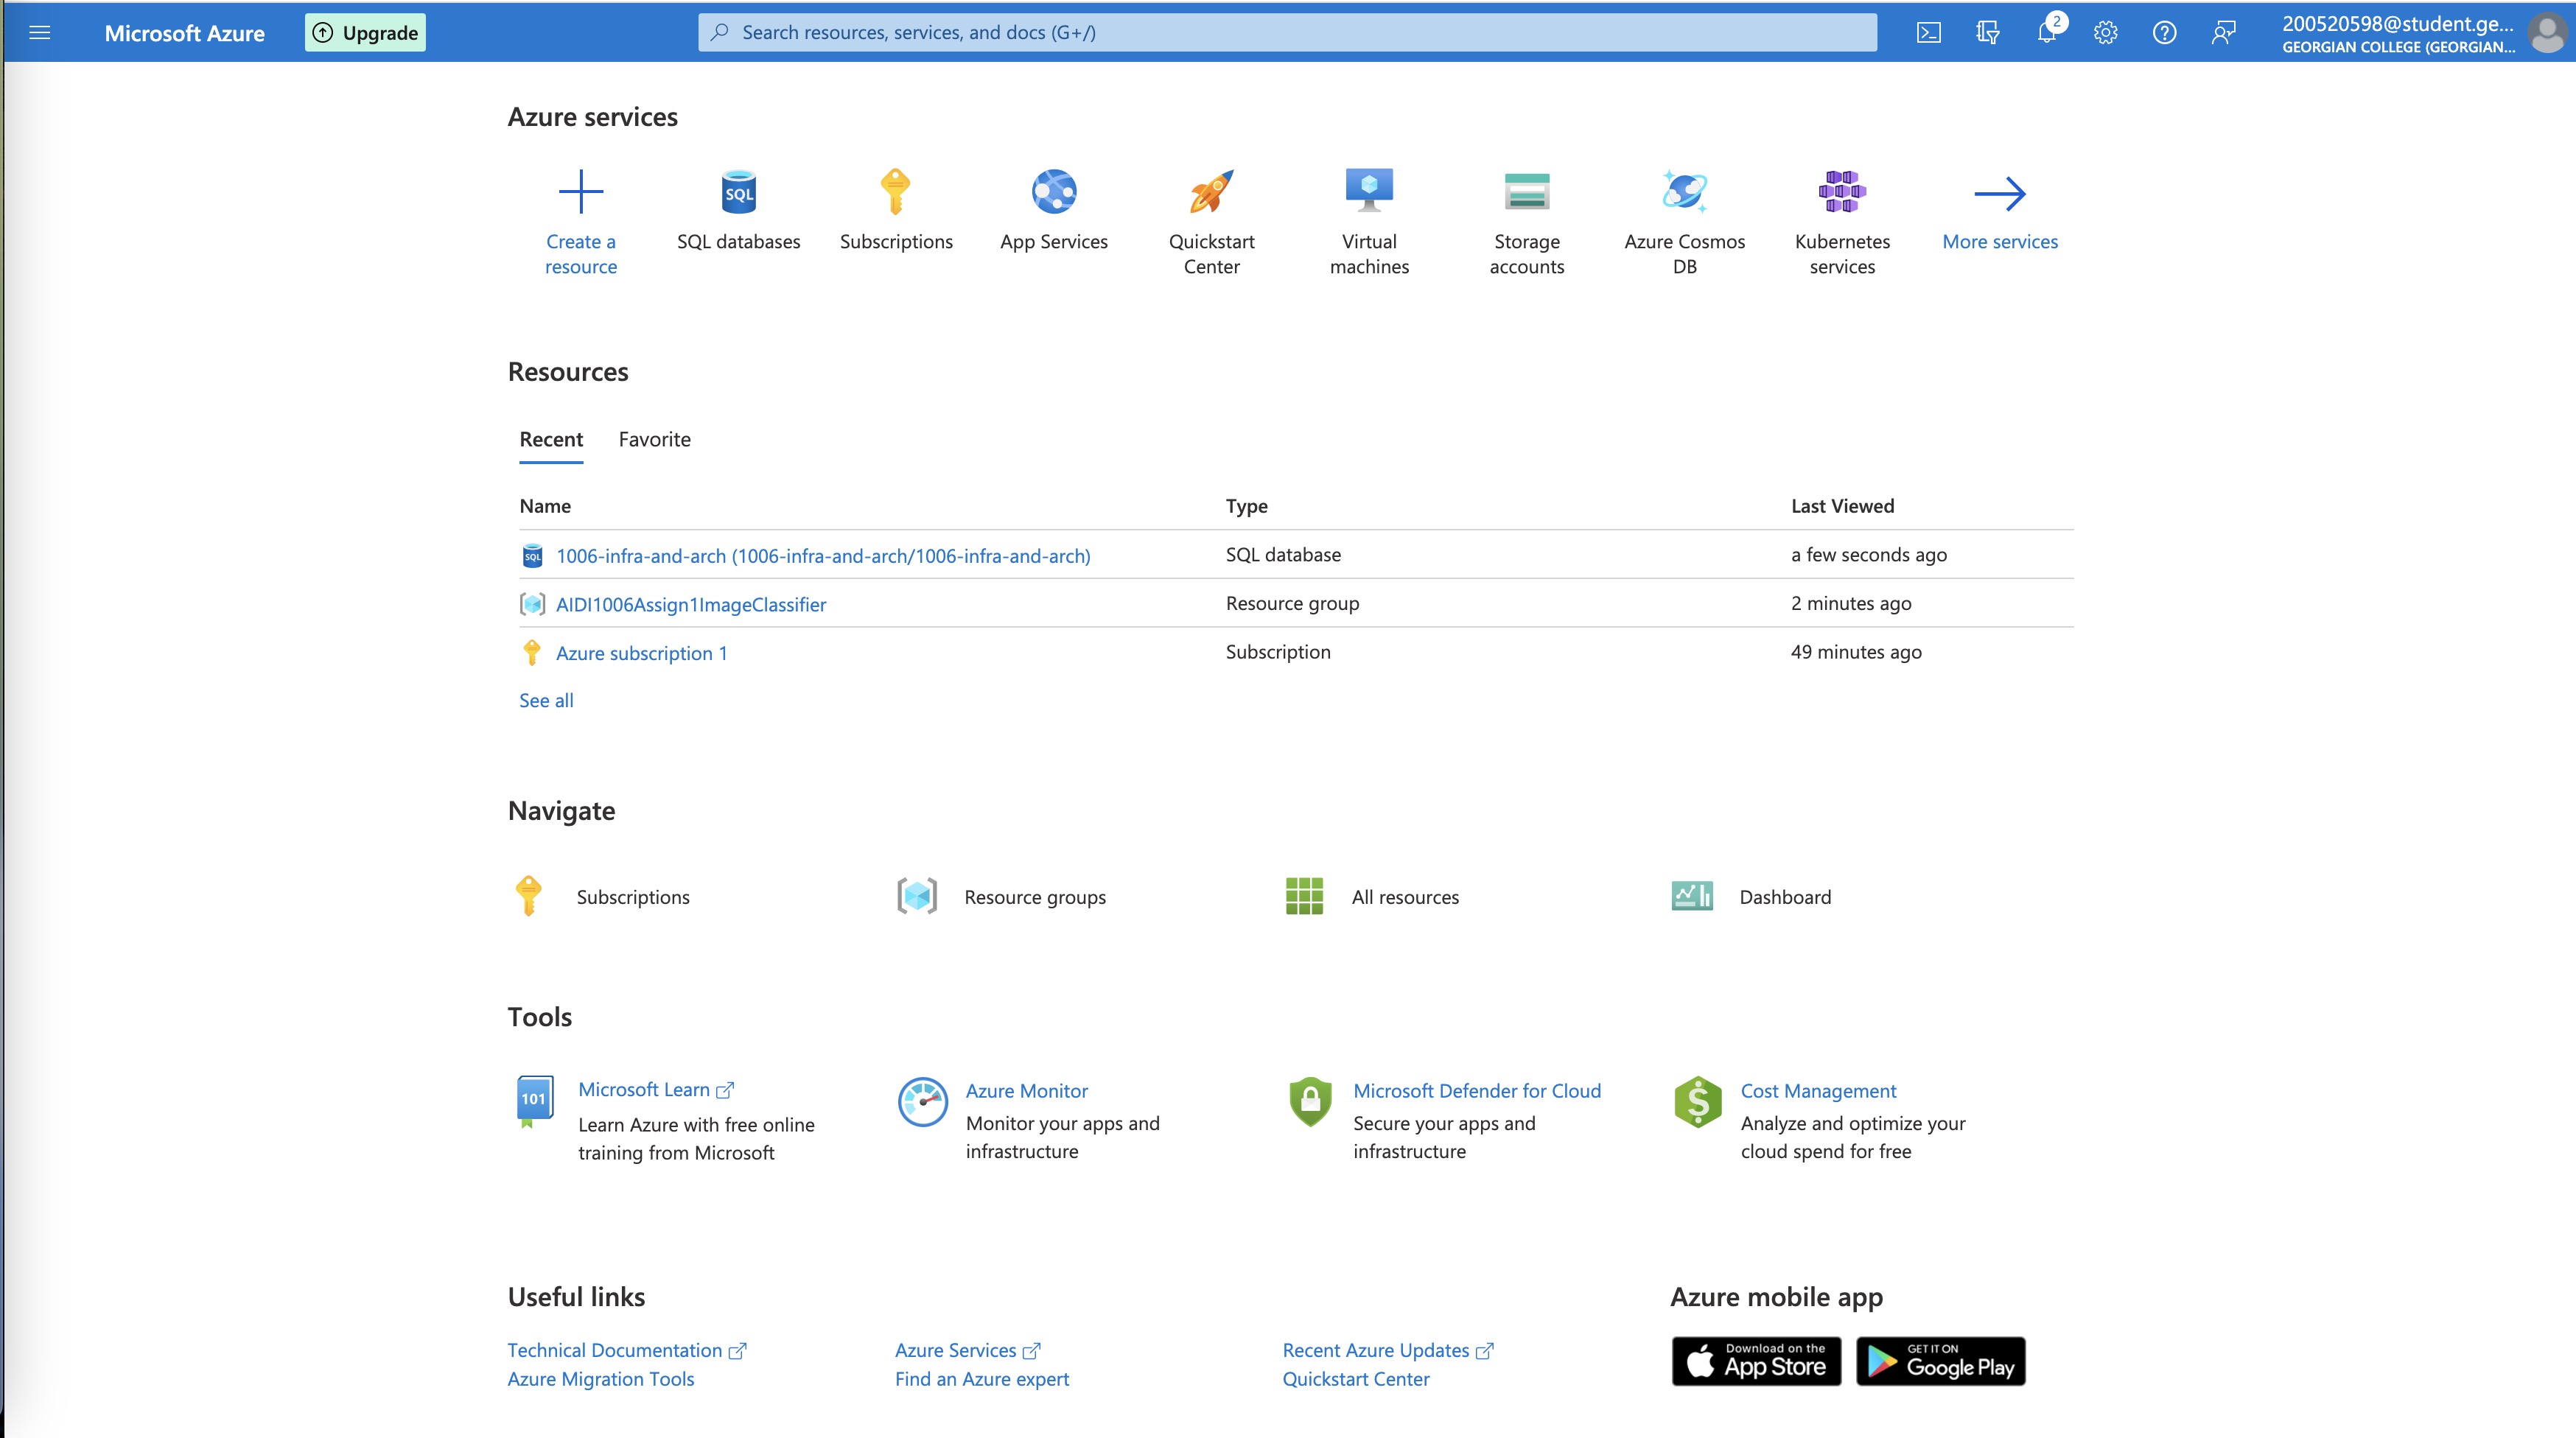 Microsoft Azure
Upgrade
Search resources, services, and docs (G+/)
2
200520598@student.ge...
GEORGIAN COLLEGE (GEORGIAN...
Azure services
SQL
Create a
resource
SQL databases
Subscriptions
App Services
Quickstart
Center
Virtual
machines
Storage
accounts
Azure Cosmos
DB
Kubernetes
services
More services
Resources
Recent
Favorite
Name
Type
Last Viewed
SQL
1006-infra-and-arch (1006-infra-and-arch/1006-infra-and-arch)
SQL database
a few seconds ago
AIDI1006Assign1ImageClassifier
Resource group
2 minutes ago
Azure subscription 1
Subscription
49 minutes ago
See all
Navigate
Subscriptions
Resource groups
All resources
Dashboard
Tools
101
Microsoft Learn
Learn Azure with free online
training from Microsoft
Azure Monitor
Monitor your apps and
infrastructure
Microsoft Defender for Cloud
Secure your apps and
infrastructure
$
Cost Management
Analyze and optimize your
cloud spend for free
Useful links
Technical Documentation
Azure Services
Recent Azure Updates
Azure Migration Tools
Find an Azure expert
Quickstart Center
Azure mobile app
Download on the
App Store
GET IT ON
Google Play